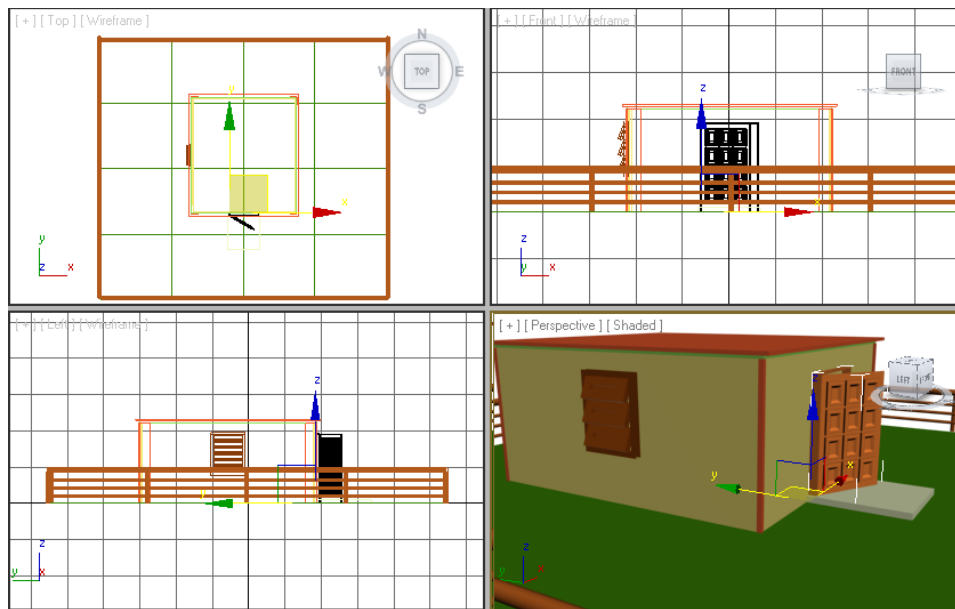 [ + ] [ Top ] [ Wireframe ]
N
W
TOP
E
S
y
x
y
z
x
[ + ] [ Front ] [ Wireframe ]
FRONT
z
x
z
y
x
[ + ] [ Left ] [ Wireframe ]
z
y
z
y
x
[ + ] [ Perspective ] [ Shaded ]
LEFT
z
x
y
z
y
x